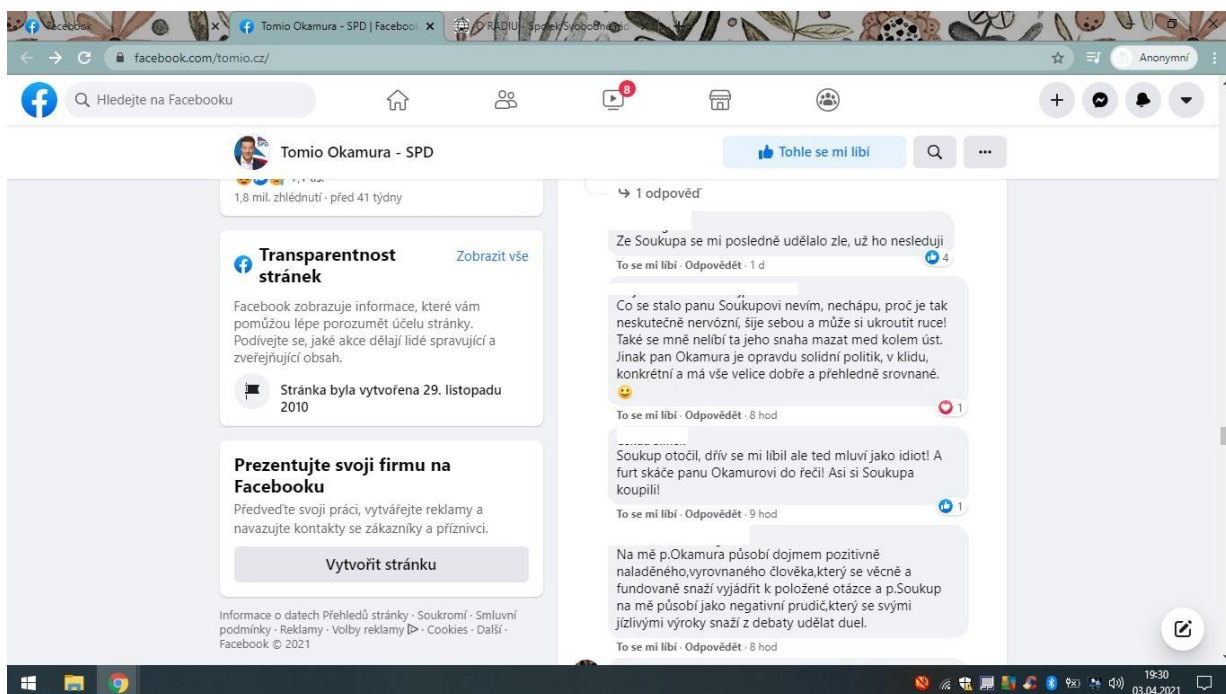 Facebook
Tomio Okamura - SPD | Faceboo
facebook.com/tomio.cz/
Anonymní
Hledejte na Facebooku
8
Tomio Okamura - SPD
Tohle se mi líbí
1,8 mil. zhlédnutí · před 41 týdny
Transparentnost
stránek
Zobrazit vše
Facebook zobrazuje informace, které vám
pomůžou lépe porozumět účelu stránky.
Podívejte se, jaké akce dělají lidé spravující a
zveřejňující obsah.
Stránka byla vytvořena 29. listopadu
2010
Prezentujte svoji firmu na
Facebooku
Předveďte svoji práci, vytvářejte reklamy a
navazujte kontakty se zákazníky a příznivci.
Vytvořit stránku
Informace o datech Přehledů stránky · Soukromí · Smluvní
podmínky · Reklamy · Volby reklamy · Cookies · Další ·
Facebook © 2021
1 odpověď
Ze Soukupa se mi posledně udělalo zle, už ho nesleduji
4
To se mi líbí · Odpovědět · 1 d
Co se stalo panu Soukupovi nevím, nechápu, proč je tak
neskutečně nervózní, šije sebou a může si ukroutit ruce!
Také se mně nelíbí ta jeho snaha mazat med kolem úst.
Jinak pan Okamura je opravdu solidní politik, v klidu,
konkrétní a má vše velice dobře a přehledně srovnané.
1
To se mi líbí · Odpovědět · 8 hod
Soukup otočil, dřív se mi líbil ale ted mluví jako idiot! A
furt skáče panu Okamurovi do řeči! Asi si Soukupa
koupili!
1
To se mi líbí · Odpovědět · 9 hod
Na mě p.Okamura působí dojmem pozitivně
naladěného,vyrovnaného člověka,který se věcně a
fundovaně snaží vyjádřit k položené otázce a p.Soukup
na mě působí jako negativní prudič,který se svými
jízlivými výroky snaží z debaty udělat duel.
To se mi líbí · Odpovědět · 8 hod
19:30
03.04.2021